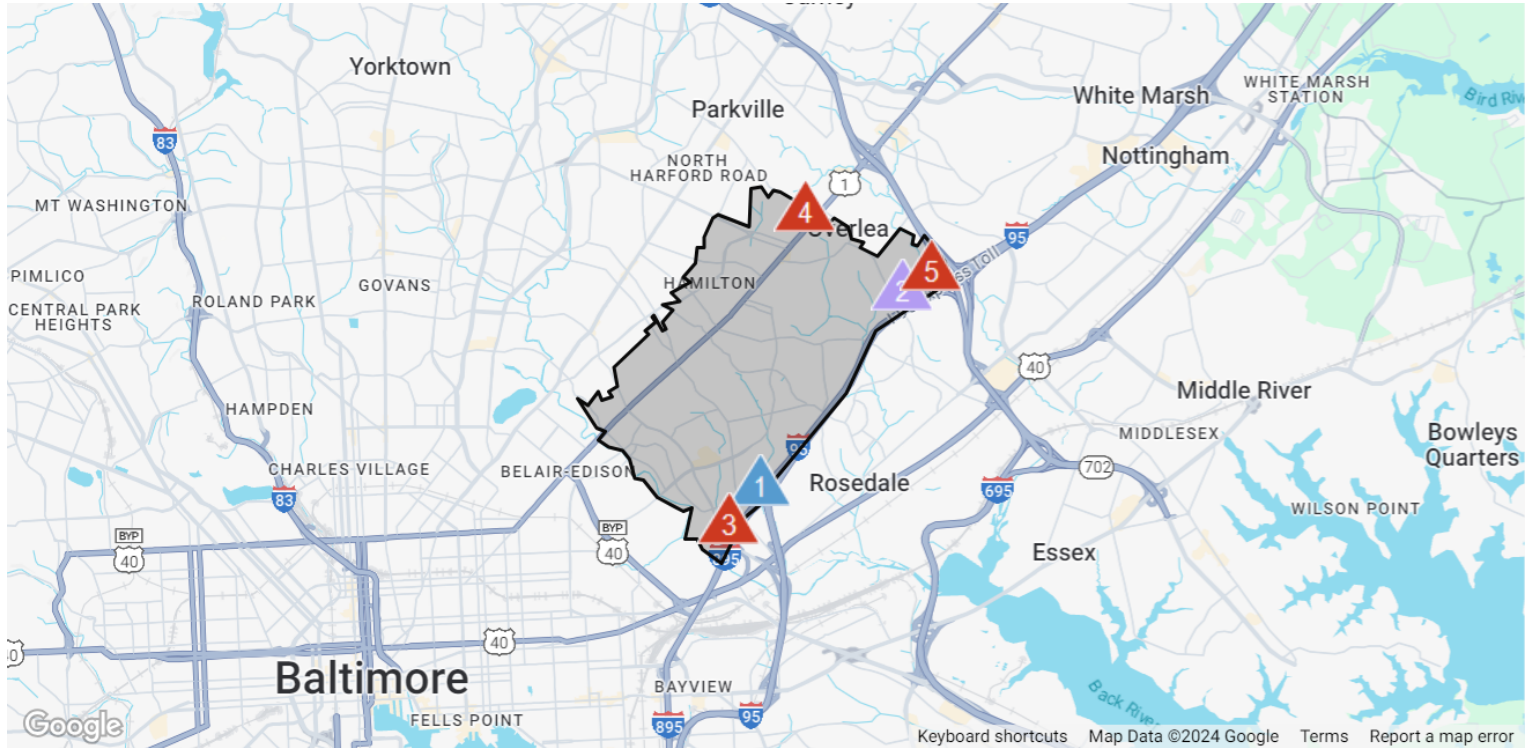 Yorktown
Parkville
White Marsh
WHITE MARSH
STATION
83
NORTH
HARFORD ROAD
Nottingham
1
MT WASHINGTON
4
Overlea
95
PIMLICO
GOVANS
HAMILTON
5
2
ROLAND PARK
CENTRAL PARK
HEIGHTS
40
Middle River
HAMPDEN
MIDDLESEX
Bowleys
Quarters
95
CHARLES VILLAGE
BELAIR-EDISON
Rosedale
702
83
1
695
WILSON POINT
3
BYP
40
BYP
40
895
Essex
40
Baltimore
BAYVIEW
Back River
FELLS POINT
895
95
Google
Keyboard shortcuts
Map Data ©2024 Google
Terms
Report a map error